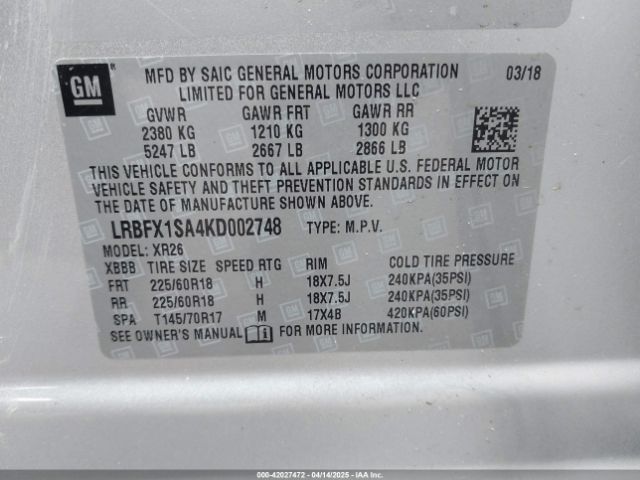 GM
MFD BY SAIC GENERAL MOTORS CORPORATION 03/18
LIMITED FOR GENERAL MOTORS LLC
GVWR GAWR FRT GAWR RR
2380 KG 1210 KG 1300 KG
5247 LB 2667 LB 2866 LB
THIS VEHICLE CONFORMS TO ALL APPLICABLE U.S. FEDERAL MOTOR
VEHICLE SAFETY AND THEFT PREVENTION STANDARDS IN EFFECT ON
THE DATE OF MANUFACTURE SHOWN ABOVE.
LRBFX1SA4KD002748 TYPE: M.P.V.
MODEL: XR26
XBBB TIRE SIZE SPEED RTG RIM COLD TIRE PRESSURE
FRT 225/60R18 H 18X7.5J 240KPA(35PSI)
RR 225/60R18 H 18X7.5J 240KPA(35PSI)
SPA T145/70R17 M 17X4B 420KPA(60PSI)
SEE OWNER'S MANUAL FOR MORE INFORMATION
000-42027472 - 04/14/2025 - IAAI.CA